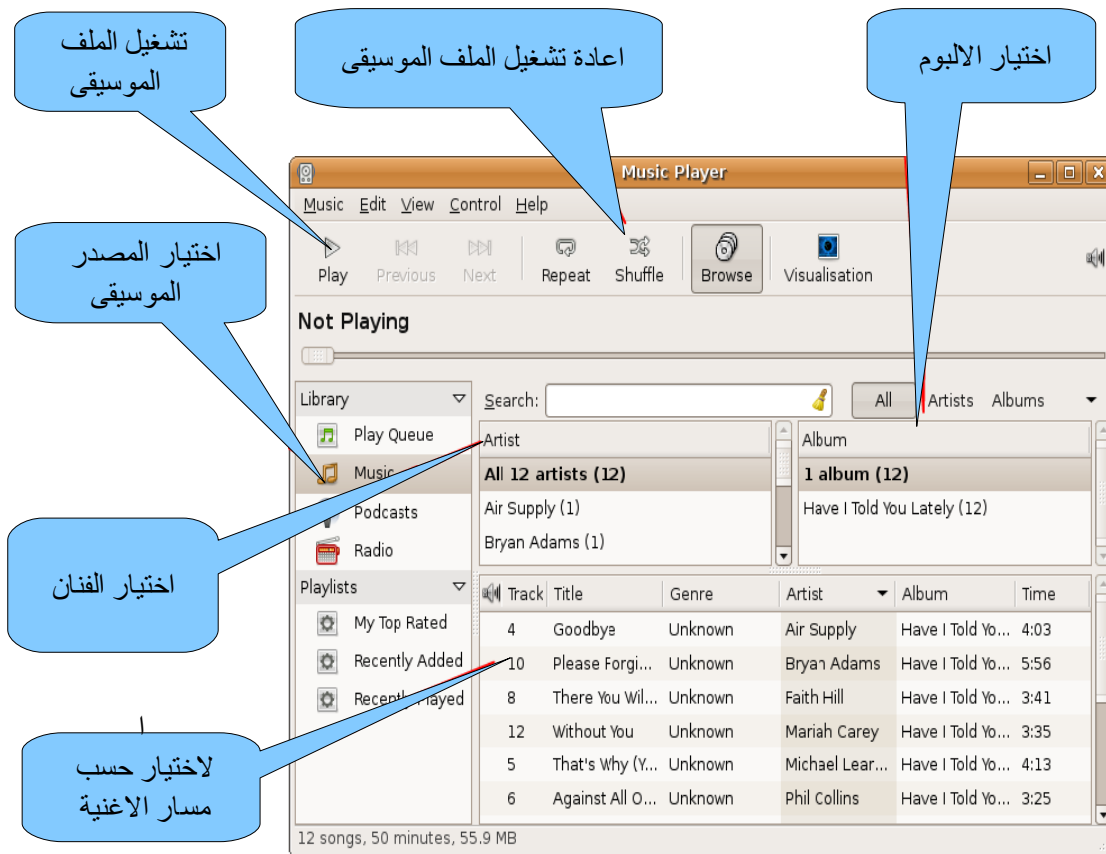 تشغيل الملف
الموسيقى
اعادة تشغيل الملف الموسيقى
اختيار الالبوم
Music Player
Music Edit View Control Help
اختيار المصدر
الموسيقى
Play Previous Next Repeat Shuffle Browse Visualisation
Not Playing
Library
Search: All Artists Albums
Play Queue
Music
Podcasts
Radio
Artist
All 12 artists (12)
Air Supply (1)
Bryan Adams (1)
Album
1 album (12)
Have I Told You Lately (12)
اختيار الفنان
Playlists
My Top Rated
Recently Added
Recently Played
Track Title Genre Artist Album Time
4 Goodbye Unknown Air Supply Have I Told Yo... 4:03
10 Please Forgi... Unknown Bryan Adams Have I Told Yo... 5:56
8 There You Wil... Unknown Faith Hill Have I Told Yo... 3:41
12 Without You Unknown Mariah Carey Have I Told Yo... 3:35
5 That's Why (Y... Unknown Michael Lear... Have I Told Yo... 4:13
6 Against All O... Unknown Phil Collins Have I Told Yo... 3:25
ا
لاختيار حسب
مسار الاغنية
12 songs, 50 minutes, 55.9 MB